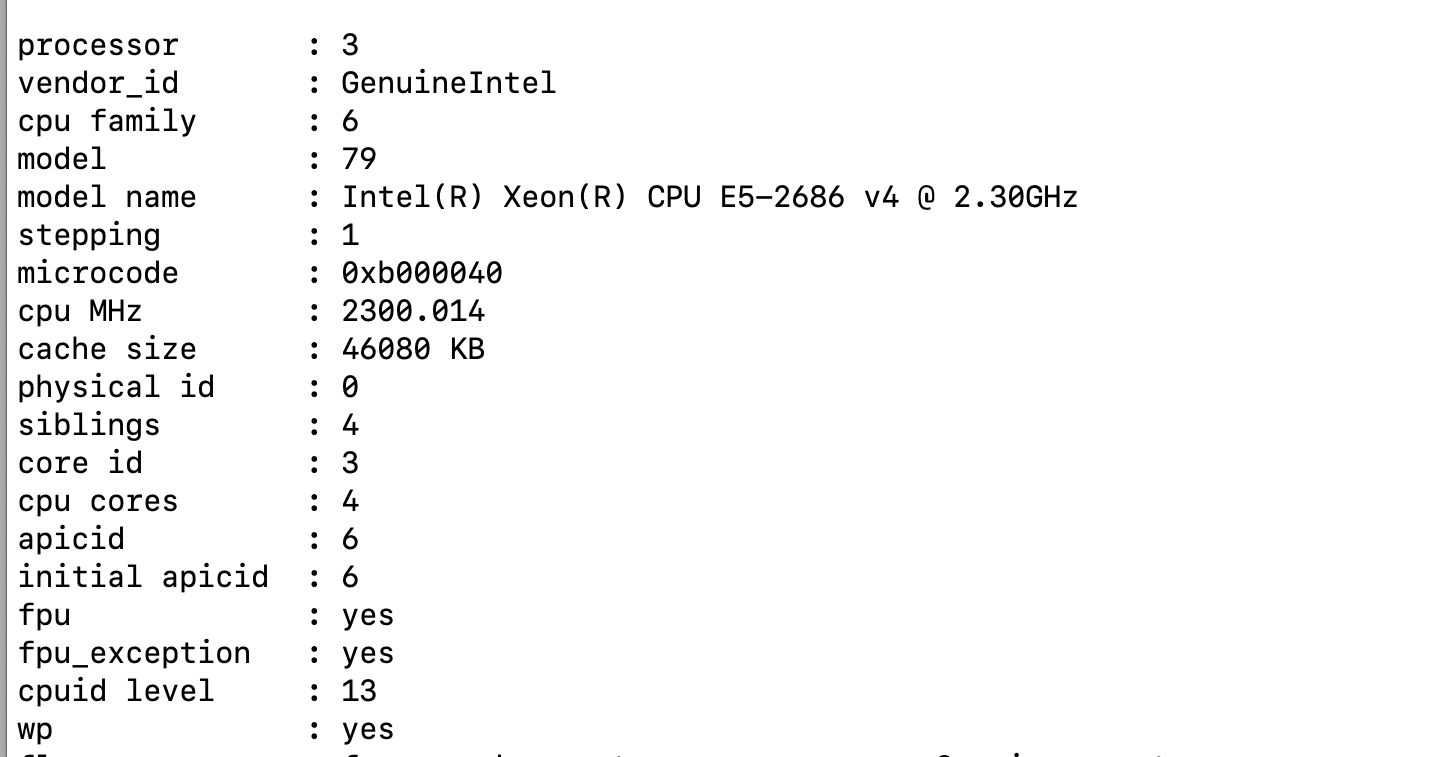 processor : 3
vendor_id : GenuineIntel
cpu family : 6
model : 79
model name : Intel(R) Xeon(R) CPU E5-2686 v4 @ 2.30GHz
stepping : 1
microcode : 0xb000040
cpu MHz : 2300.014
cache size : 46080 KB
physical id : 0
siblings : 4
core id : 3
cpu cores : 4
apicid : 6
initial apicid : 6
fpu : yes
fpu_exception : yes
cpuid level : 13
wp : yes